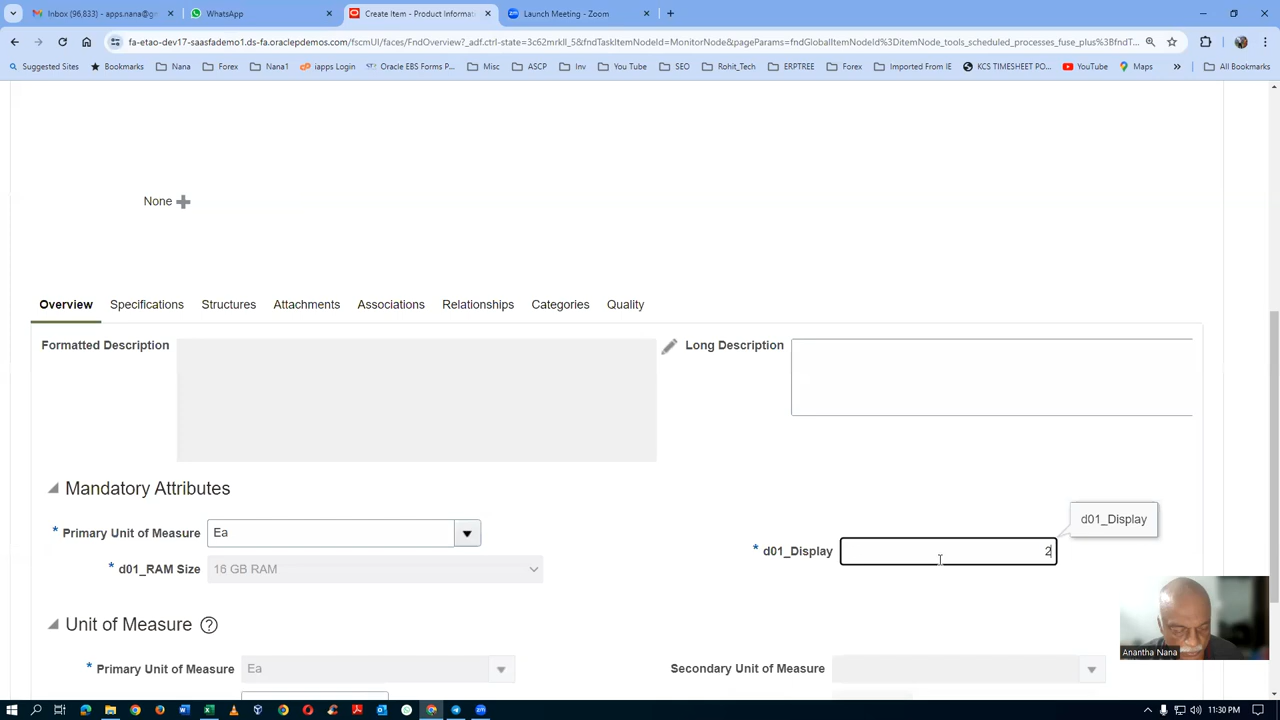 Inbox (96,833) - apps.nana@g
WhatsApp
Create Item - Product Informat
Launch Meeting - Zoom
fa-etao-dev17-saasfademo1.ds-fa.oraclepdemos.com/fscmUI/faces/FndOverview?_adf.ctrl-state=3c62mrkll_5&fndTaskItemNodeId=MonitorNode&pageParams=fndGlobalItemNodeId%3DitemNode_tools_scheduled_processes_fuse_plus%3Bfnd...
Suggested Sites
Bookmarks
Nana
Forex
Nana1
iapps Login
Oracle EBS Forms P...
Misc
ASCP
Inv
You Tube
SEO
Rohit_Tech
ERPTREE
Forex
Imported From IE
KCS TIMESHEET PO...
YouTube
Maps
All Bookmarks
None
Overview
Specifications
Structures
Attachments
Associations
Relationships
Categories
Quality
Formatted Description
Long Description
Mandatory Attributes
* Primary Unit of Measure Ea
d01_Display
* d01_Display 2
* d01_RAM Size 16 GB RAM
Unit of Measure
* Primary Unit of Measure Ea
Secondary Unit of Measure
Anantha Nana
11:30 PM